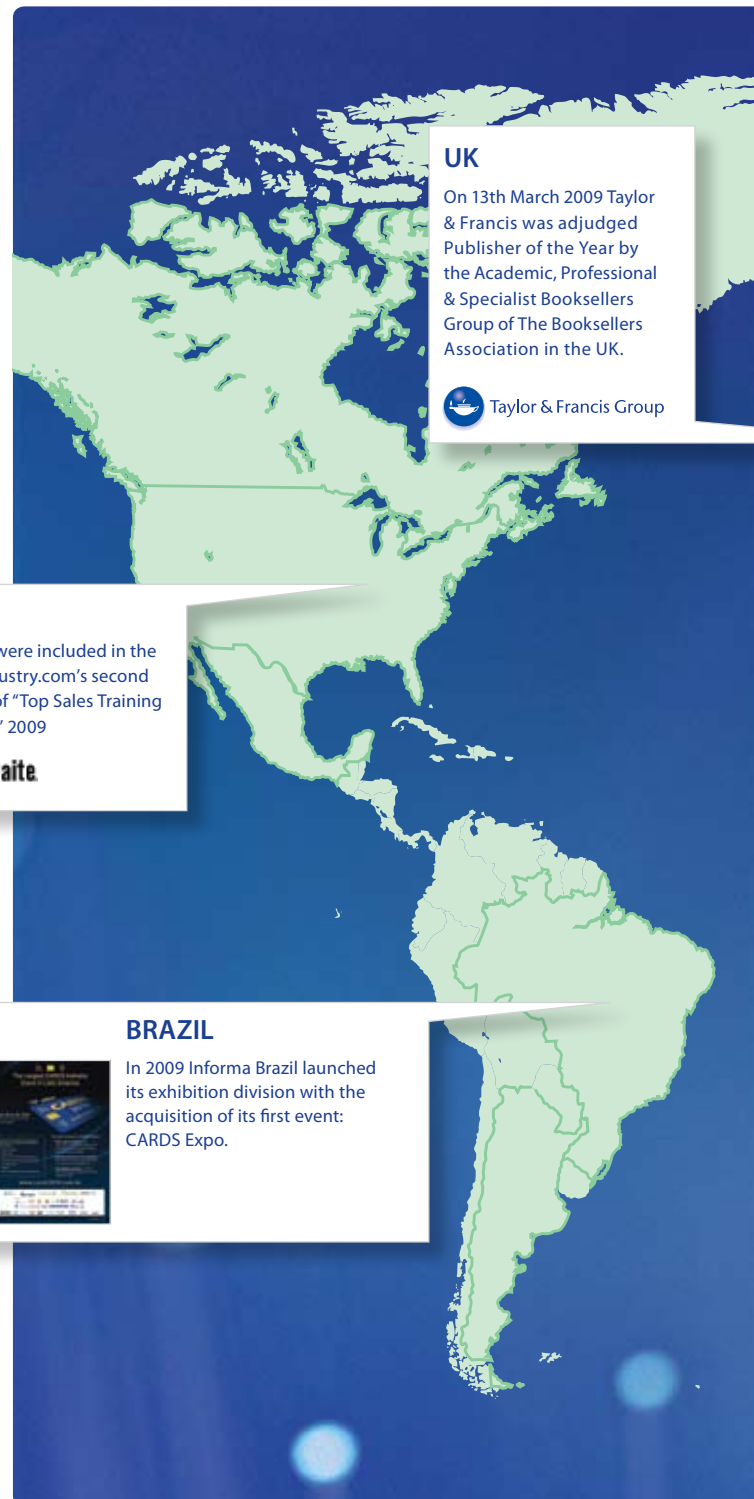 UK
On 13th March 2009 Taylor
& Francis was adjudged
Publisher of the Year by
the Academic, Professional
& Specialist Booksellers
Group of The Booksellers
Association in the UK.
Taylor & Francis Group
were included in the
ustry.com's second
of "Top Sales Training
" 2009
aite
BRAZIL
In 2009 Informa Brazil launched
its exhibition division with the
acquisition of its first event:
CARDS Expo.